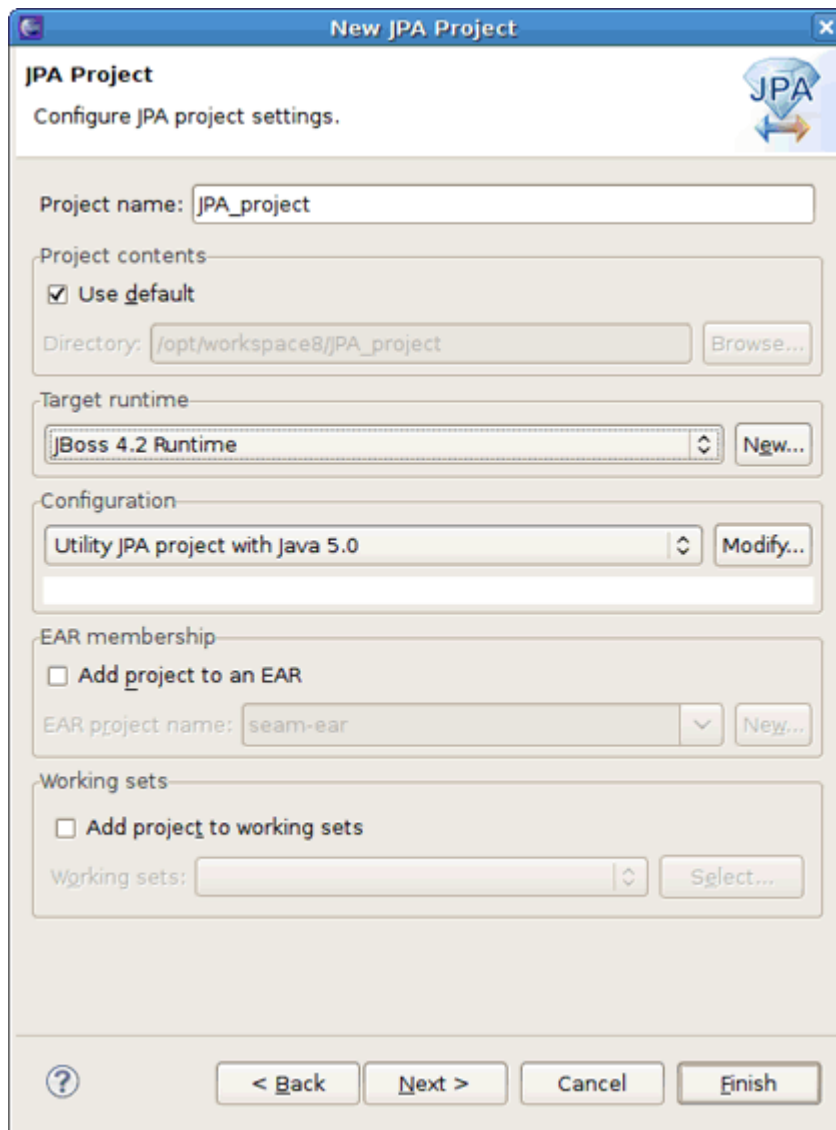 New JPA Project
JPA Project
Configure JPA project settings.
JPA
Project name: JPA_project
Project contents
Use default
Directory: /opt/workspace8/JPA_project Browse...
Target runtime
JBoss 4.2 Runtime New...
Configuration
Utility JPA project with Java 5.0 Modify...
EAR membership
Add project to an EAR
EAR project name: seam-ear New...
Working sets
Add project to working sets
Working sets: Select...
? < Back Next > Cancel Finish